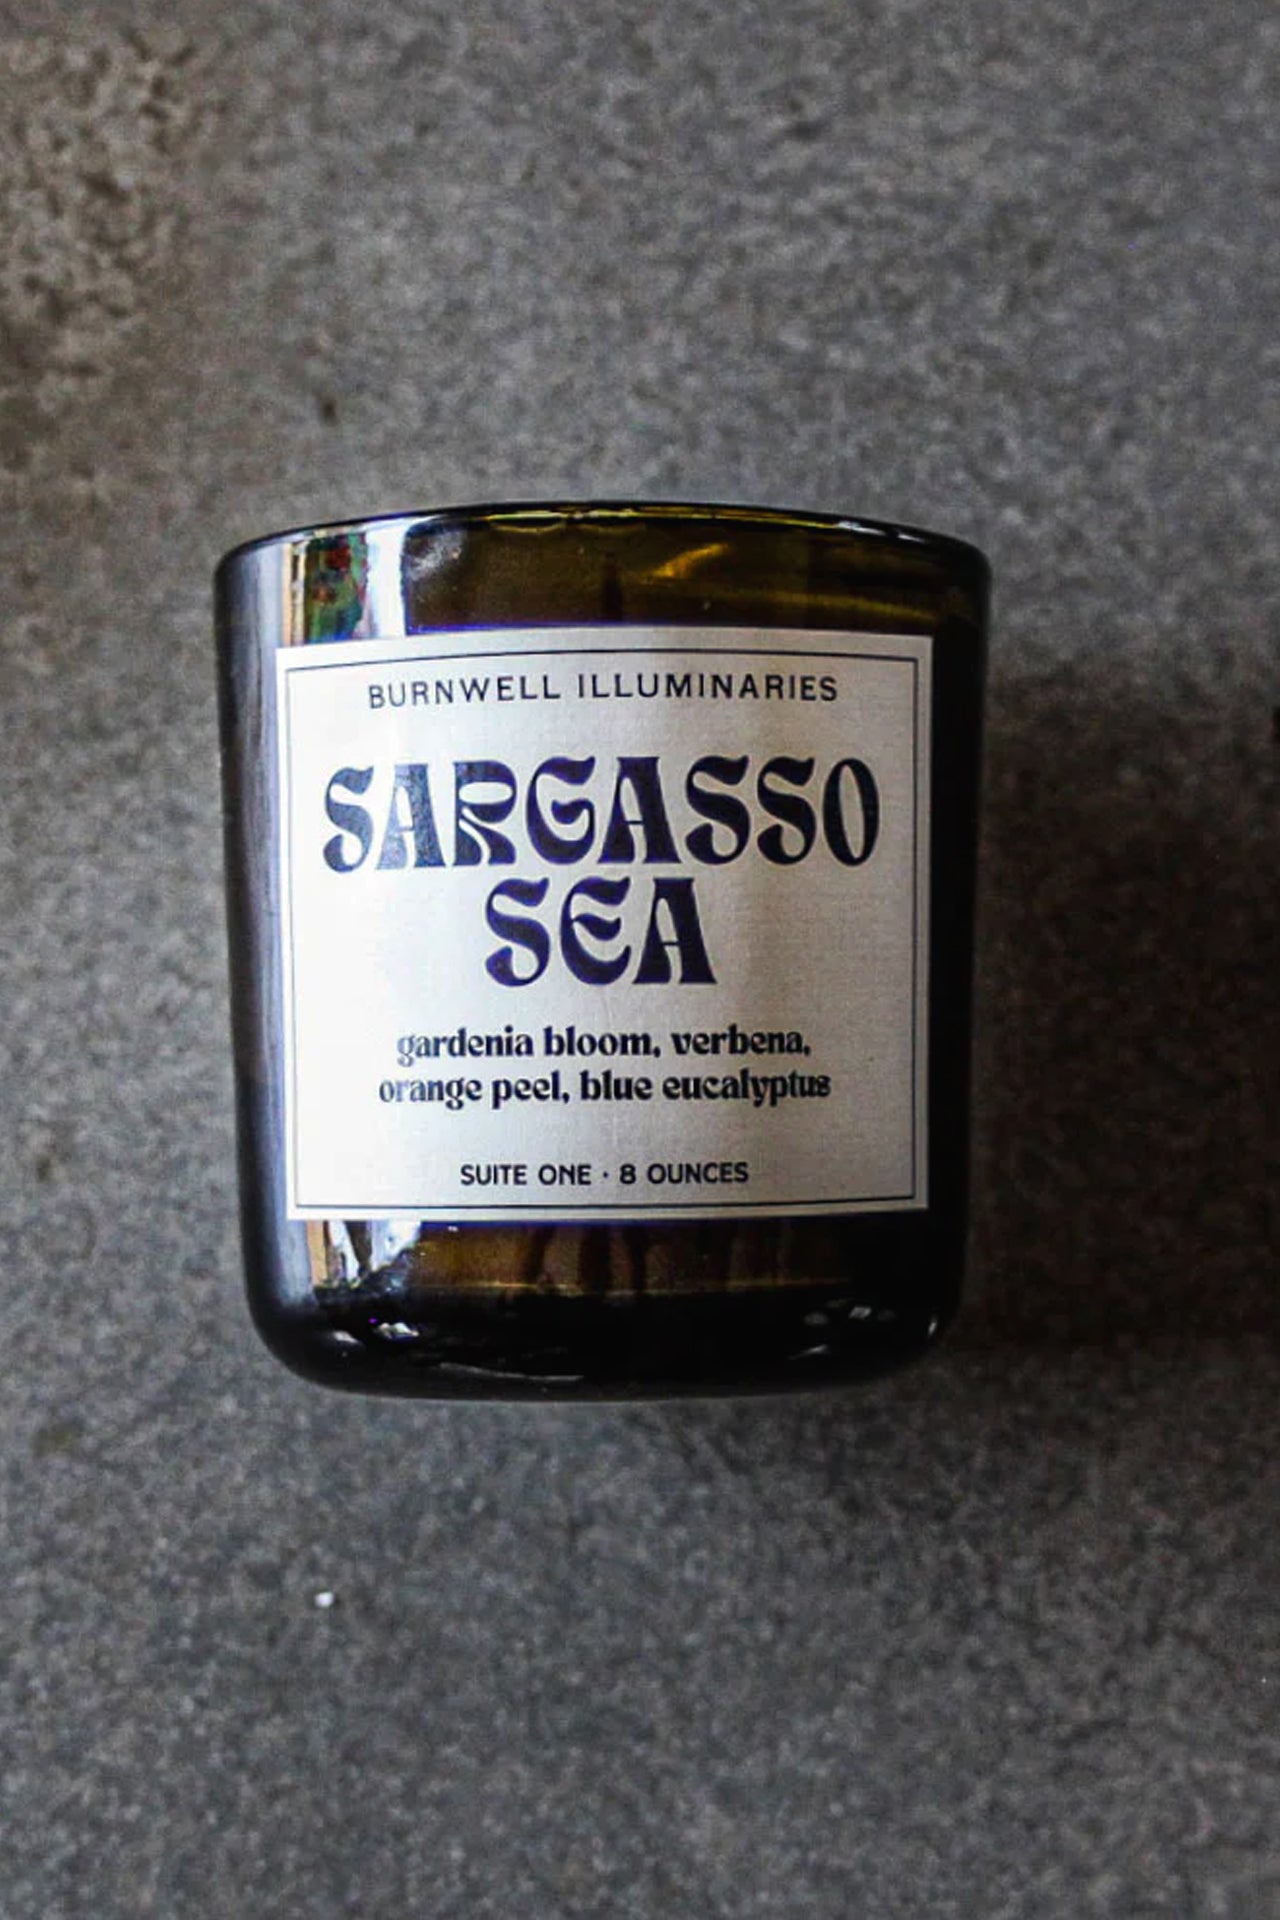 BURNWELL ILLUMINARIES
SARGASSO
SEA
gardenia bloom, verbena,
orange peel, blue eucalyptus
SUITE ONE · 8 OUNCES